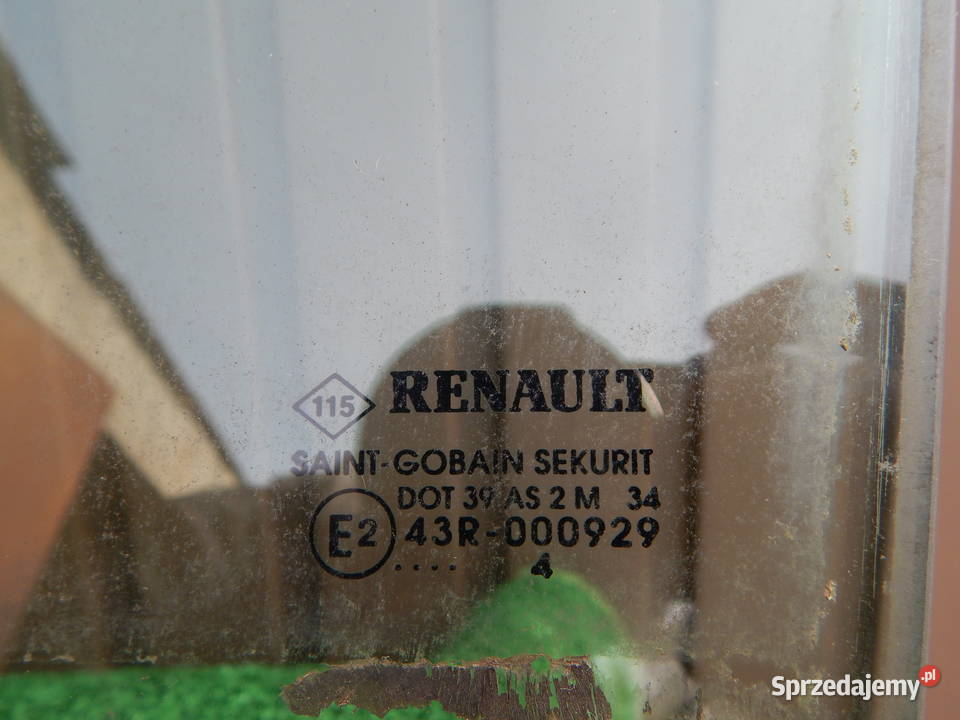 115 RENAULT
SAINT-GOBAIN SEKURIT
DOT 39 AS 2 M 34
E2 43R-000929
.... 4
Sprzedajemy.pl